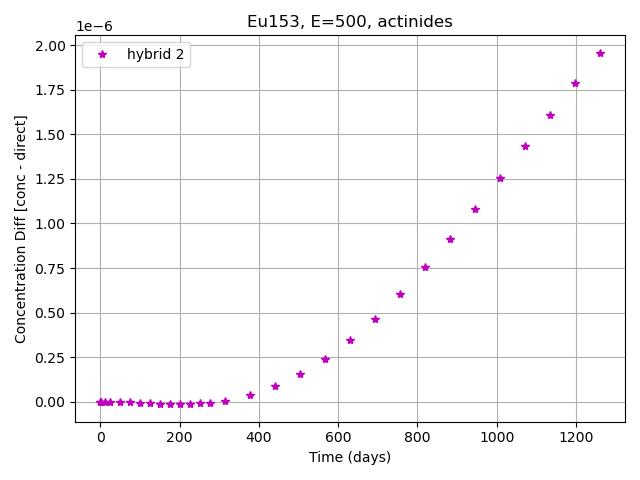 Eu153, E=500, actinides
1e−6
hybrid 2
2.00
1.75
1.50
1.25
1.00
0.75
0.50
0.25
0.00
Concentration Diff [conc - direct]
0 200 400 600 800 1000 1200
Time (days)